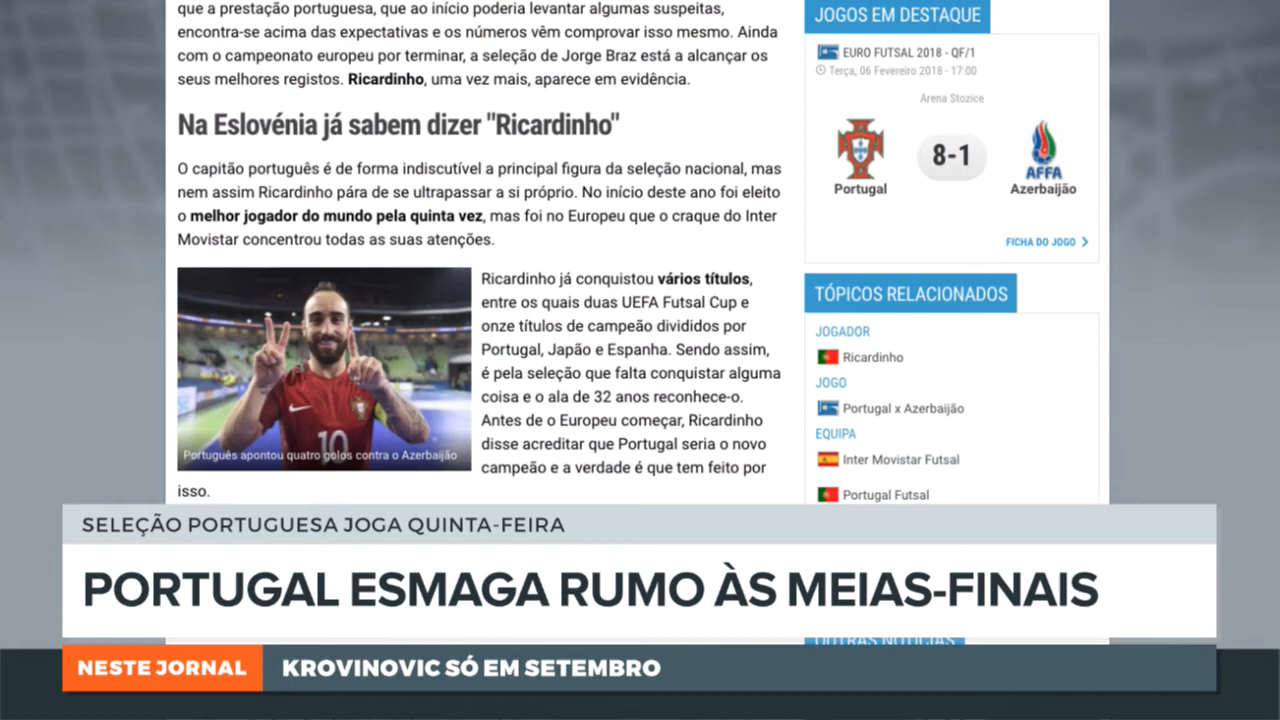 que a prestação portuguesa, que ao início poderia levantar algumas suspeitas,
encontra-se acima das expectativas e os números vêm comprovar isso mesmo. Ainda
com o campeonato europeu por terminar, a seleção de Jorge Braz está a alcançar os
seus melhores registos. Ricardinho, uma vez mais, aparece em evidência.
Na Eslovénia já sabem dizer "Ricardinho"
O capitão português é de forma indiscutível a principal figura da seleção nacional, mas
nem assim Ricardinho pára de se ultrapassar a si próprio. No início deste ano foi eleito
o melhor jogador do mundo pela quinta vez, mas foi no Europeu que o craque do Inter
Movistar concentrou todas as suas atenções.
10
Português apontou quatro golos contra o Azerbaijão
Ricardinho já conquistou vários títulos,
entre os quais duas UEFA Futsal Cup e
onze títulos de campeão divididos por
Portugal, Japão e Espanha. Sendo assim,
é pela seleção que falta conquistar alguma
coisa e o ala de 32 anos reconhece-o.
Antes de o Europeu começar, Ricardinho
disse acreditar que Portugal seria o novo
campeão e a verdade é que tem feito por
isso.
JOGOS EM DESTAQUE
EURO FUTSAL 2018 - QF/1
Terça, 06 Fevereiro 2018 - 17:00
Arena Stozice
8-1
AFFA
Portugal
Azerbaijão
FICHA DO JOGO
TÓPICOS RELACIONADOS
JOGADOR
Ricardinho
JOGO
Portugal x Azerbaijão
EQUIPA
Inter Movistar Futsal
Portugal Futsal
OUTRAS NOTÍCIAS
SELEÇÃO PORTUGUESA JOGA QUINTA-FEIRA
PORTUGAL ESMAGA RUMO ÀS MEIAS-FINAIS
NESTE JORNAL
KROVINOVIC SÓ EM SETEMBRO